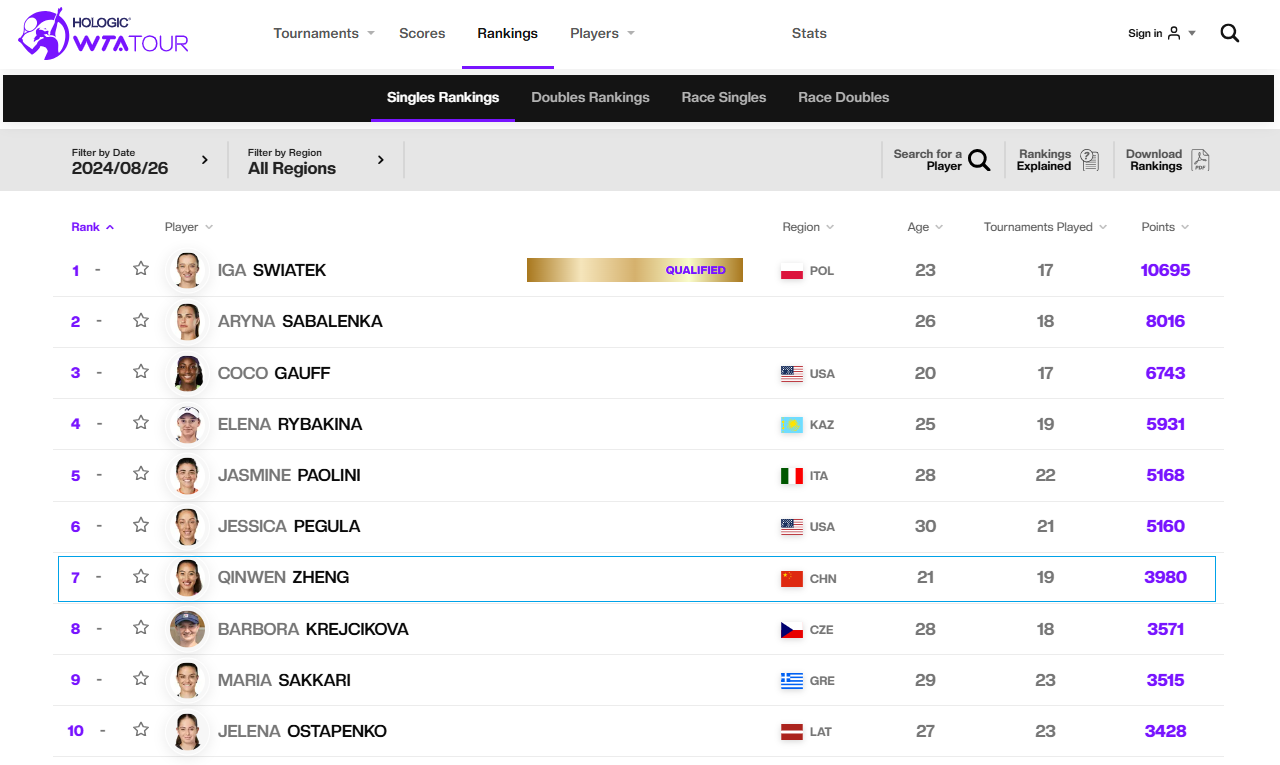 HOLOGIC®
WTATOUR
Tournaments Scores Rankings Players Stats Sign in
Singles Rankings Doubles Rankings Race Singles Race Doubles
Filter by Date
2024/08/26
Filter by Region
All Regions
Search for a
Player
Rankings
Explained
Download
Rankings
PDF
Rank Player Region Age Tournaments Played Points
1 - IGA SWIATEK QUALIFIED POL 23 17 10695
2 - ARYNA SABALENKA 26 18 8016
3 - COCO GAUFF USA 20 17 6743
4 - ELENA RYBAKINA KAZ 25 19 5931
5 - JASMINE PAOLINI ITA 28 22 5168
6 - JESSICA PEGULA USA 30 21 5160
7 - QINWEN ZHENG CHN 21 19 3980
8 - BARBORA KREJCIKOVA CZE 28 18 3571
9 - MARIA SAKKARI GRE 29 23 3515
10 - JELENA OSTAPENKO LAT 27 23 3428